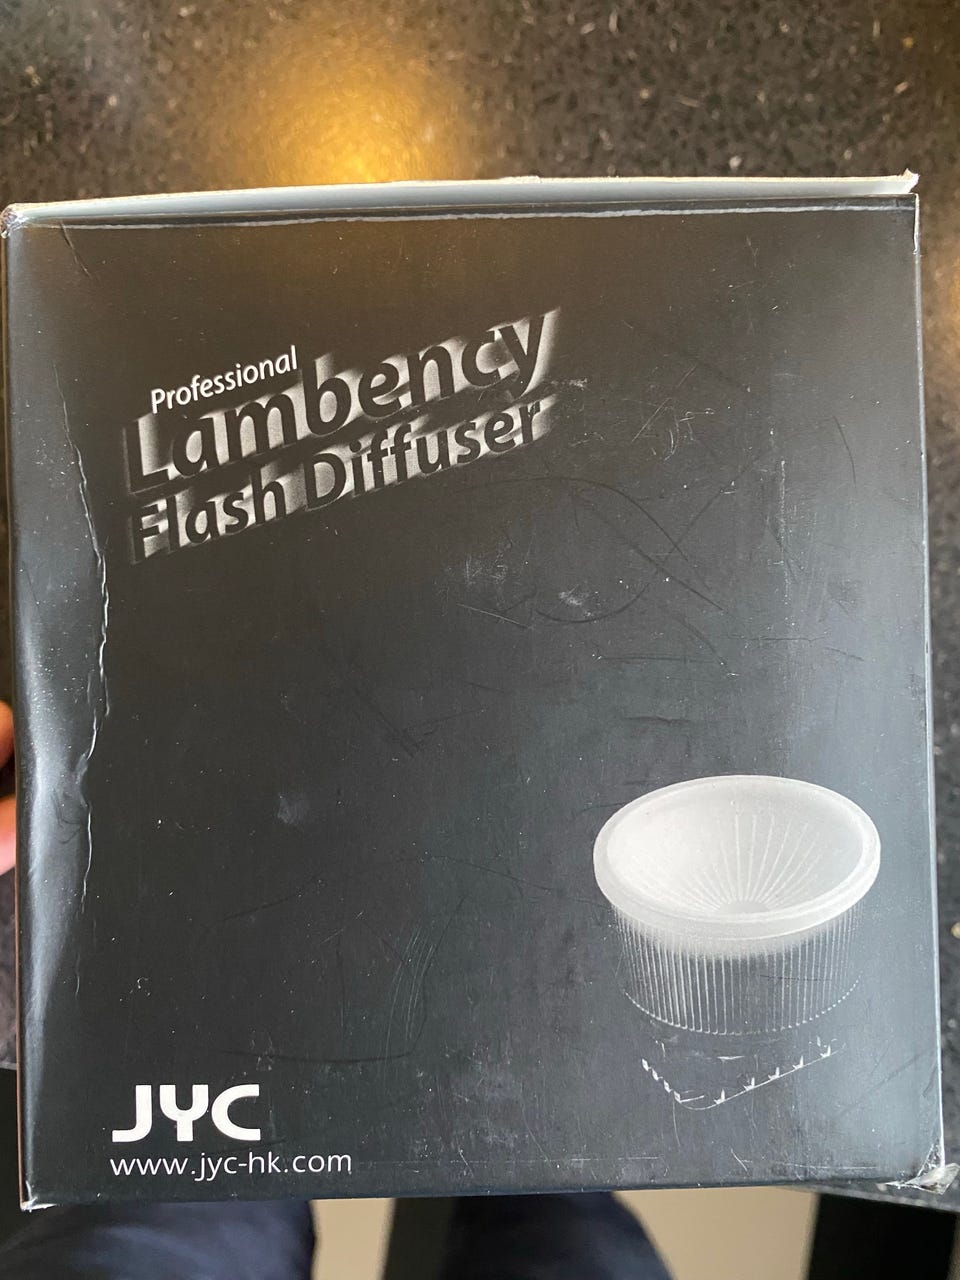 Professional
Lambency
Flash Diffuser
JYC
www.jyc-hk.com